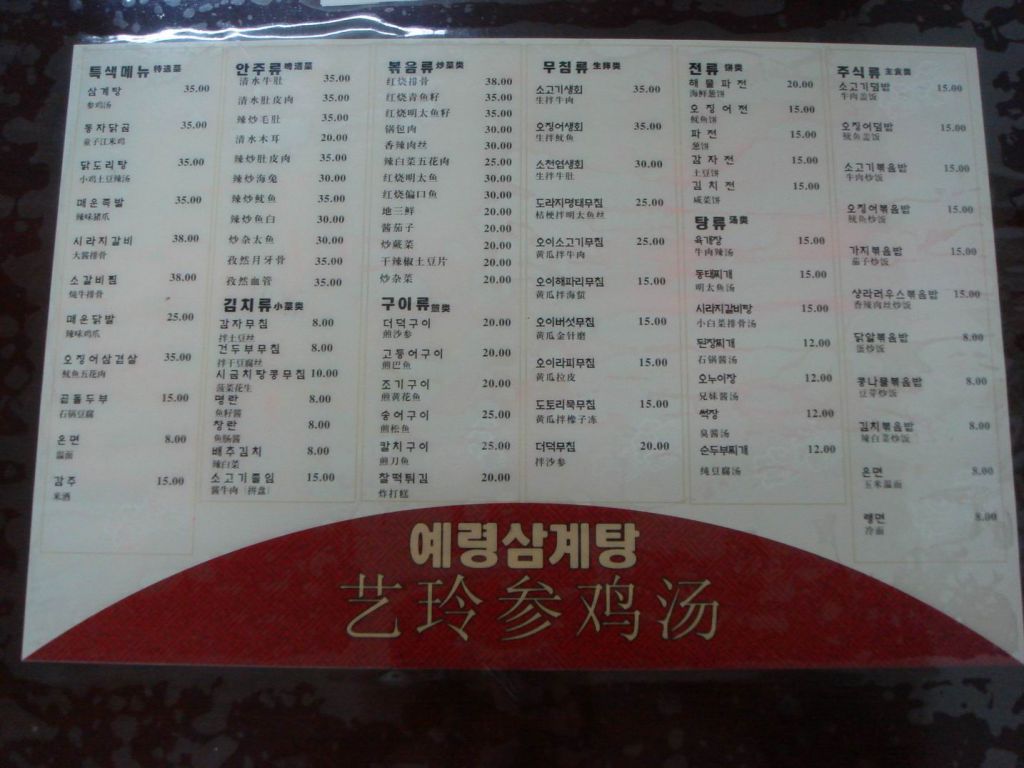 특색메뉴 特选菜
삼계탕 35.00
参鸡汤
동자닭곰 35.00
童子江米鸡
닭도리탕 35.00
小鸡土豆辣汤
매운족발 35.00
辣味猪爪
시라지갈비 38.00
大酱排骨
소갈비찜 38.00
炖牛排骨
매운닭발 25.00
辣味鸡爪
오징어삼겹살 35.00
鱿鱼五花肉
곱돌두부 15.00
石锅豆腐
온면 8.00
温面
감주 15.00
米酒
안주류 啤酒菜
清水牛肚 35.00
清水肚皮肉 35.00
辣炒毛肚 35.00
清水木耳 20.00
辣炒肚皮肉 35.00
辣炒海兔 30.00
辣炒鱿鱼 35.00
辣炒鱼白 30.00
炒杂太鱼 30.00
孜然月牙骨 35.00
孜然血管 35.00
김치류 小菜类
감자무침 8.00
拌土豆丝
건두부무침 8.00
拌干豆腐丝
시금치땅콩무침 10.00
菠菜花生
명란 8.00
鱼籽酱
창란 8.00
鱼肠酱
배추김치 8.00
辣白菜
소고기졸임 15.00
酱牛肉（拼盘）
볶음류 炒菜类
红烧排骨 38.00
红烧青鱼籽 35.00
红烧明太鱼籽 35.00
锅包肉 30.00
香辣肉丝 30.00
辣白菜五花肉 25.00
红烧明太鱼 30.00
红烧偏口鱼 30.00
地三鲜 20.00
酱茄子 20.00
炒蕨菜 20.00
干辣椒土豆片 20.00
炒杂菜 20.00
구이류 煎类
더덕구이 20.00
煎沙参
고등어구이 20.00
煎巴鱼
조기구이 20.00
煎黄花鱼
숭어구이 25.00
煎松鱼
칼치구이 25.00
煎刀鱼
찰떡튀김 20.00
炸打糕
무침류 生拌类
소고기생회 35.00
生拌牛肉
오징어생회 35.00
生拌鱿鱼
소천엽생회 30.00
生拌牛肚
도라지명태무침 25.00
桔梗拌明太鱼丝
오이소고기무침 25.00
黄瓜拌牛肉
오이해파리무침 15.00
黄瓜拌海蜇
오이버섯무침 15.00
黄瓜金针磨
오이라피무침 15.00
黄瓜拉皮
도토리묵무침 15.00
黄瓜拌橡子冻
더덕무침 20.00
拌沙参
전류 饼类
해물파전 20.00
海鲜葱饼
오징어전 15.00
鱿鱼饼
파전 15.00
葱饼
감자전 15.00
土豆饼
김치전 15.00
咸菜饼
탕류 汤类
육개장 15.00
牛肉辣汤
동태찌개 15.00
明太鱼汤
시라지갈비탕 15.00
小白菜排骨汤
된장찌개 12.00
石锅酱汤
오누이장 12.00
兄妹酱汤
썩장 12.00
臭酱汤
순두부찌개 12.00
纯豆腐汤
주식류 主食类
소고기덮밥 15.00
牛肉盖饭
오징어덮밥 15.00
鱿鱼盖饭
소고기볶음밥 15.00
牛肉炒饭
오징어볶음밥 15.00
鱿鱼炒饭
가지볶음밥 15.00
茄子炒饭
샹라러우스볶음밥 15.00
香辣肉丝炒饭
닭알볶음밥 8.00
蛋炒饭
콩나물볶음밥 8.00
豆芽炒饭
김치볶음밥 8.00
辣白菜炒饭
온면 8.00
玉米温面
랭면 8.00
冷面
예령삼계탕
艺玲参鸡汤